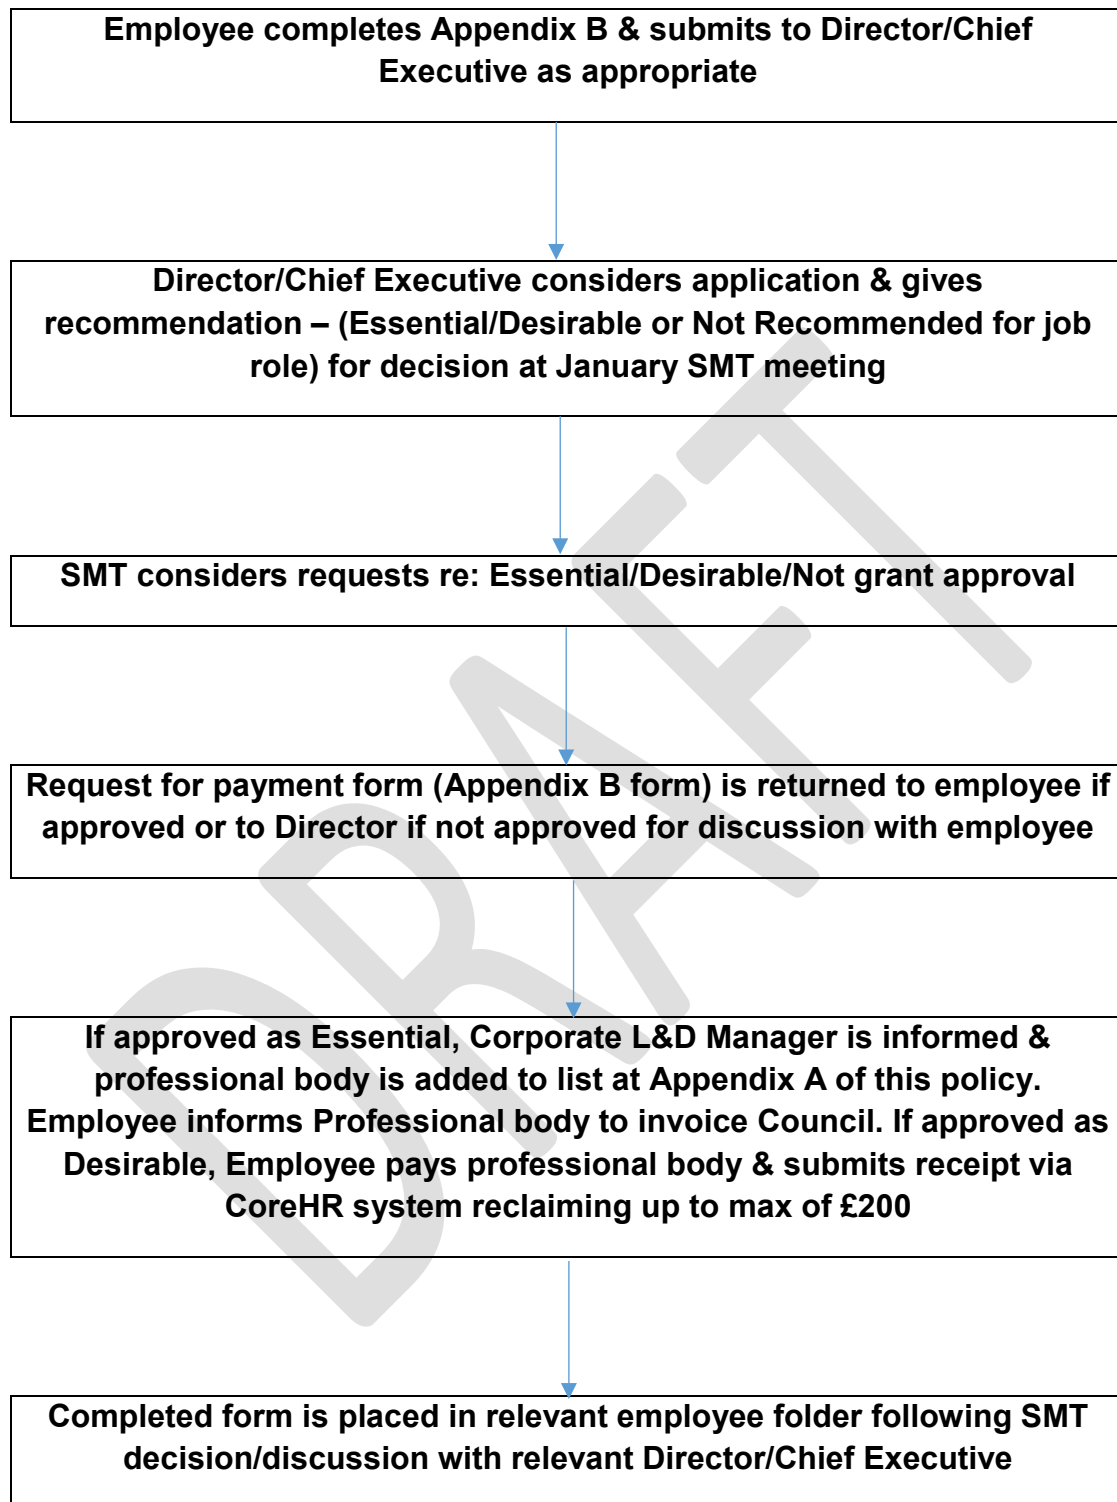 Employee completes Appendix B & submits to Director/Chief
Executive as appropriate
Director/Chief Executive considers application & gives
recommendation – (Essential/Desirable or Not Recommended for job
role) for decision at January SMT meeting
SMT considers requests re: Essential/Desirable/Not grant approval
Request for payment form (Appendix B form) is returned to employee if
approved or to Director if not approved for discussion with employee
If approved as Essential, Corporate L&D Manager is informed &
professional body is added to list at Appendix A of this policy.
Employee informs Professional body to invoice Council. If approved as
Desirable, Employee pays professional body & submits receipt via
CoreHR system reclaiming up to max of £200
Completed form is placed in relevant employee folder following SMT
decision/discussion with relevant Director/Chief Executive
DRAFT